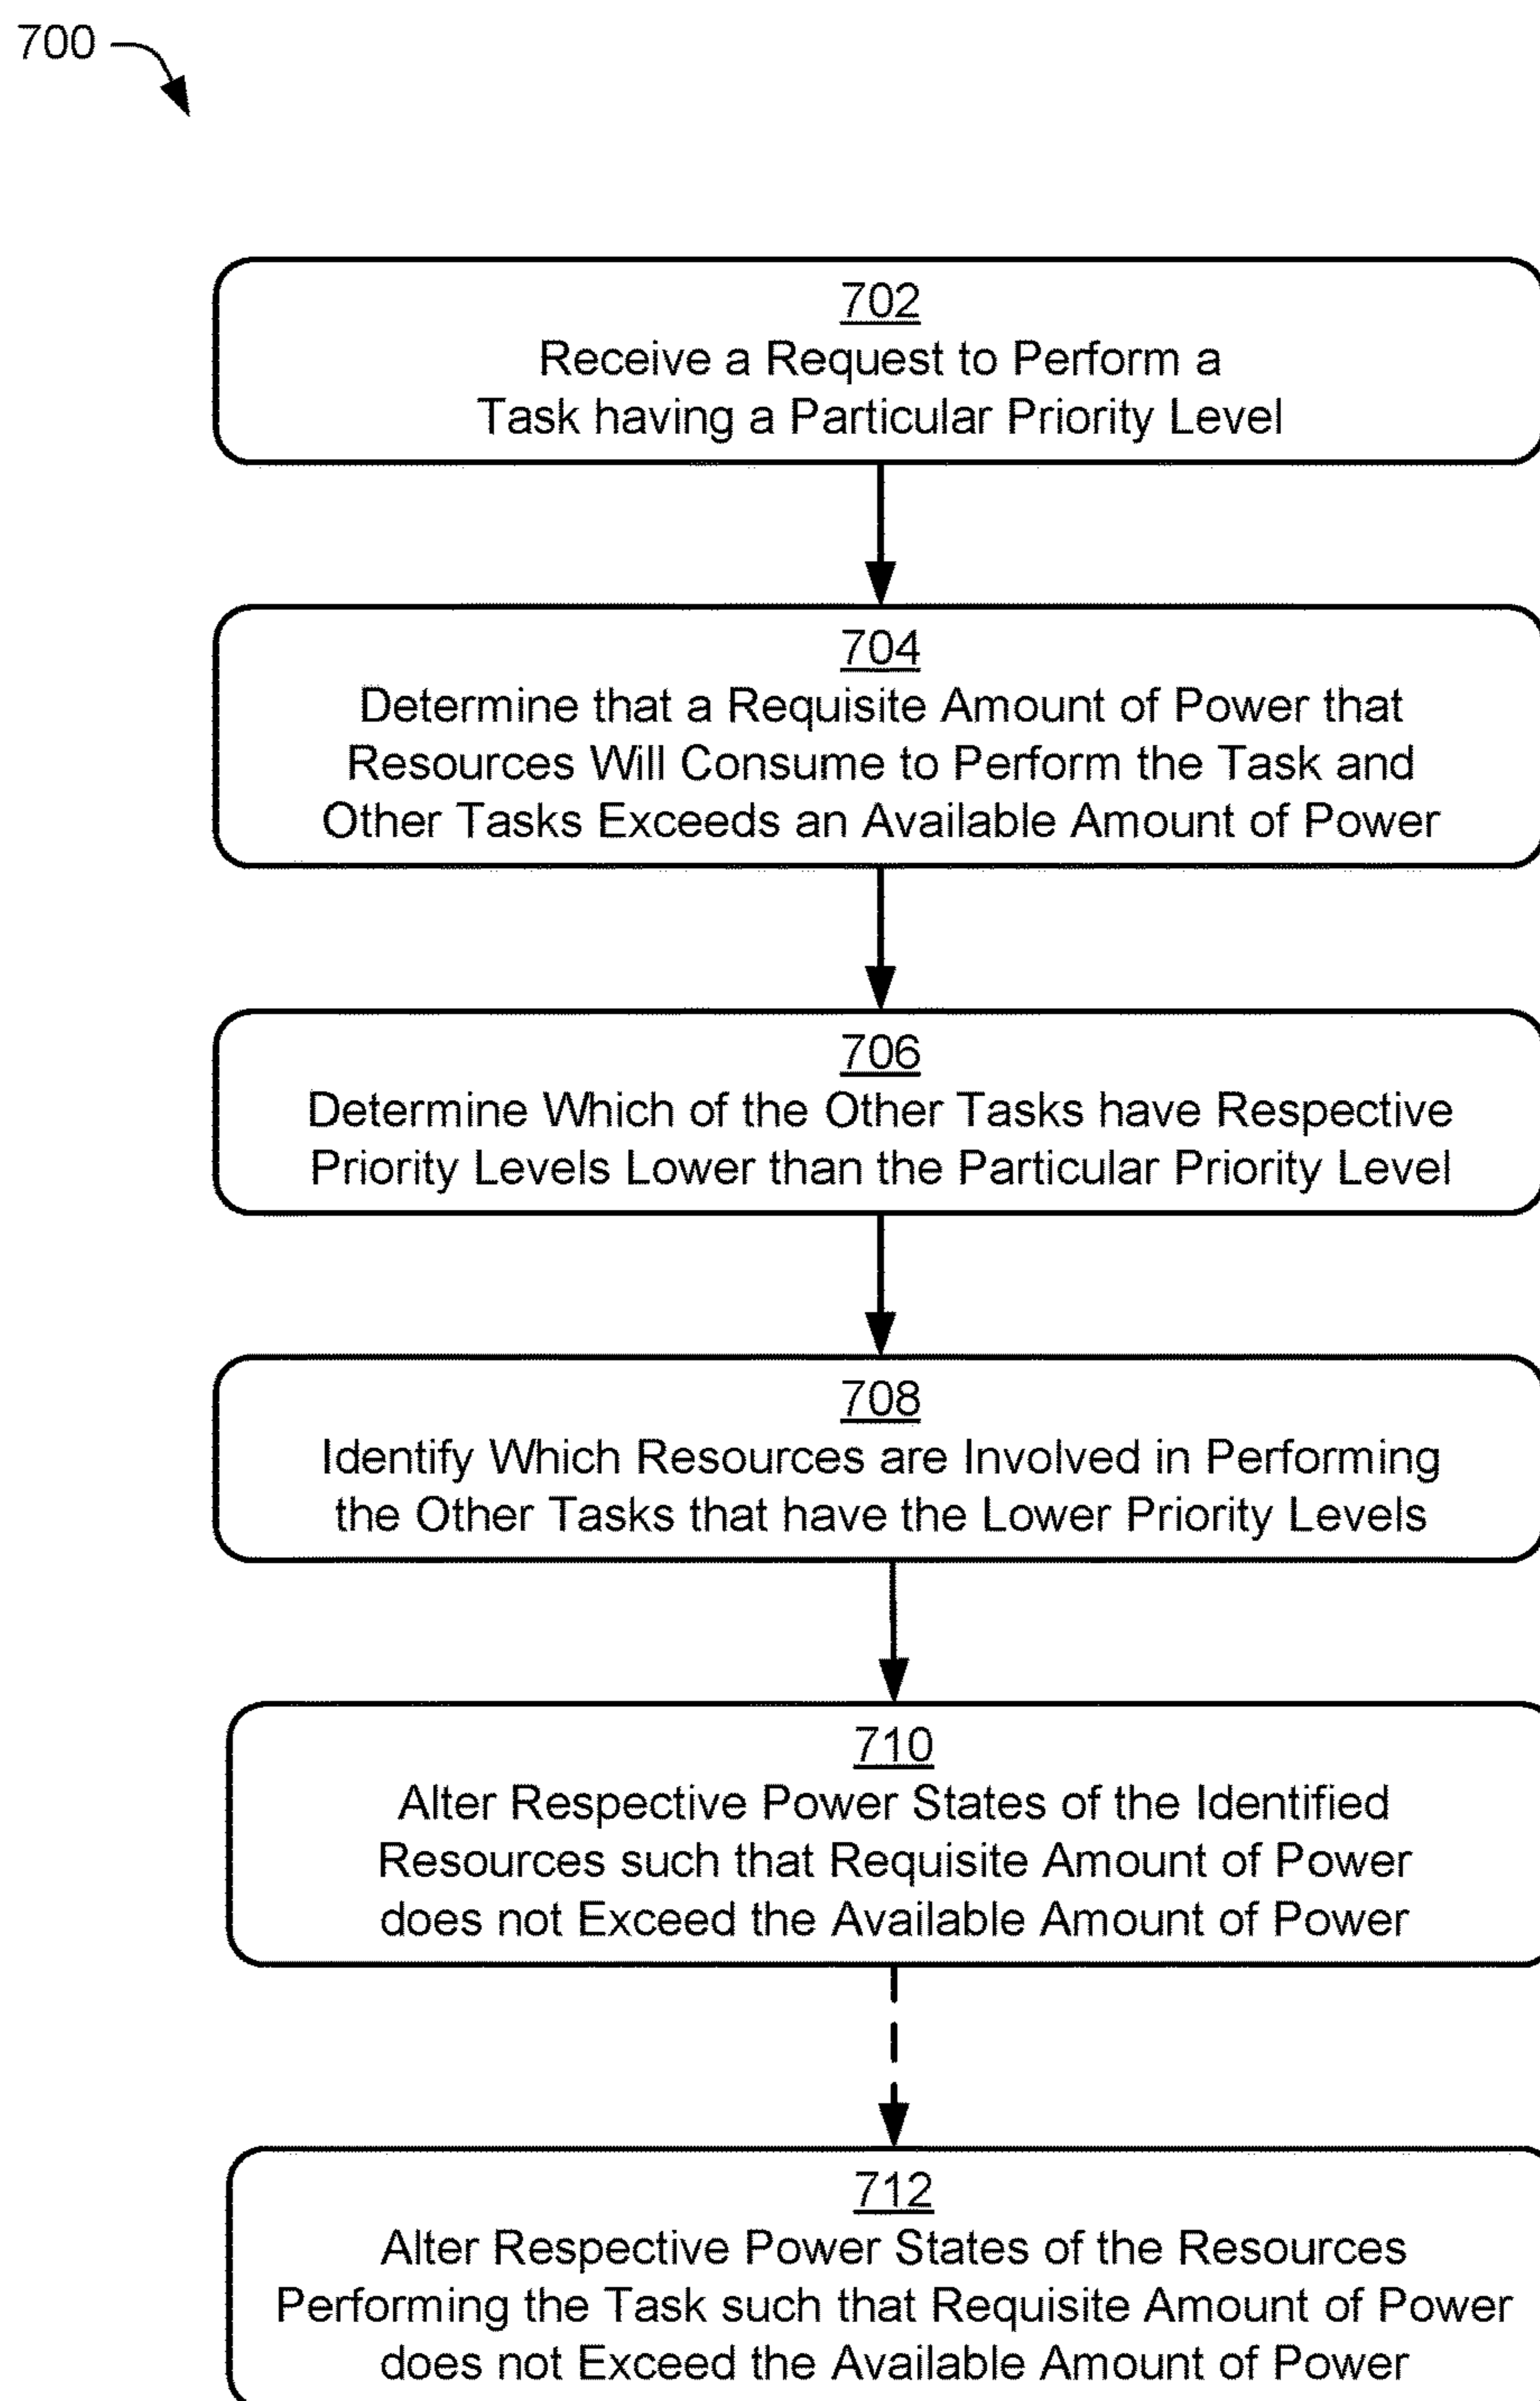 700
702
Receive a Request to Perform a
Task having a Particular Priority Level
704
Determine that a Requisite Amount of Power that
Resources Will Consume to Perform the Task and
Other Tasks Exceeds an Available Amount of Power
706
Determine Which of the Other Tasks have Respective
Priority Levels Lower than the Particular Priority Level
708
Identify Which Resources are Involved in Performing
the Other Tasks that have the Lower Priority Levels
710
Alter Respective Power States of the Identified
Resources such that Requisite Amount of Power
does not Exceed the Available Amount of Power
712
Alter Respective Power States of the Resources
Performing the Task such that Requisite Amount of Power
does not Exceed the Available Amount of Power